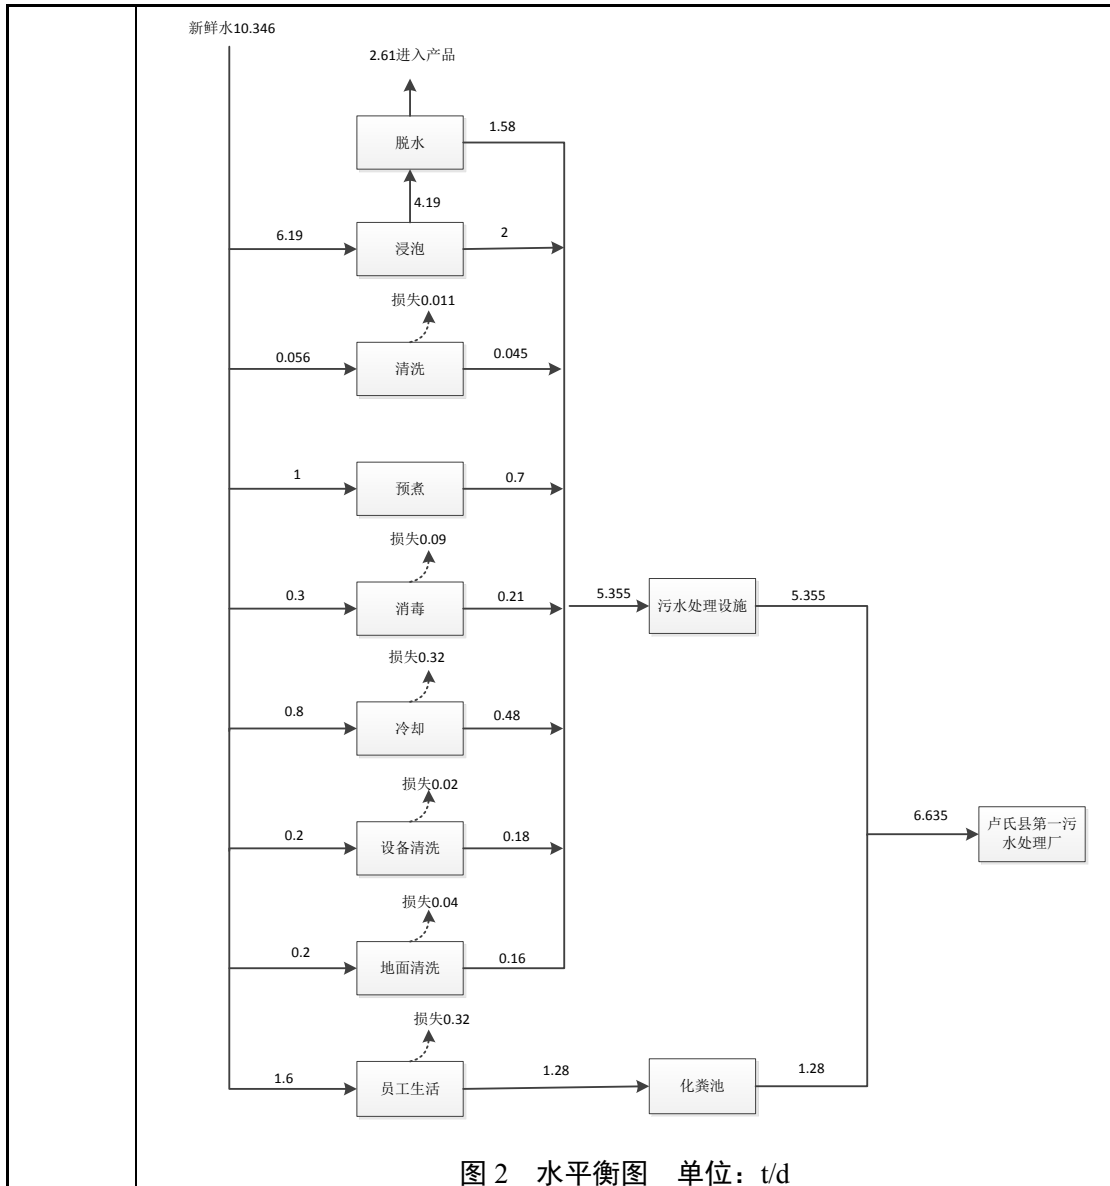 新鲜水10.346
2.61进入产品
脱水
1.58
4.19
6.19
浸泡
2
损失0.011
0.056
清洗
0.045
1
预煮
0.7
损失0.09
0.3
消毒
0.21
5.355
污水处理设施
5.355
损失0.32
0.8
冷却
0.48
损失0.02
0.2
设备清洗
0.18
6.635
卢氏县第一污
水处理厂
损失0.04
0.2
地面清洗
0.16
损失0.32
1.6
员工生活
1.28
化粪池
1.28
图 2 水平衡图 单位：t/d